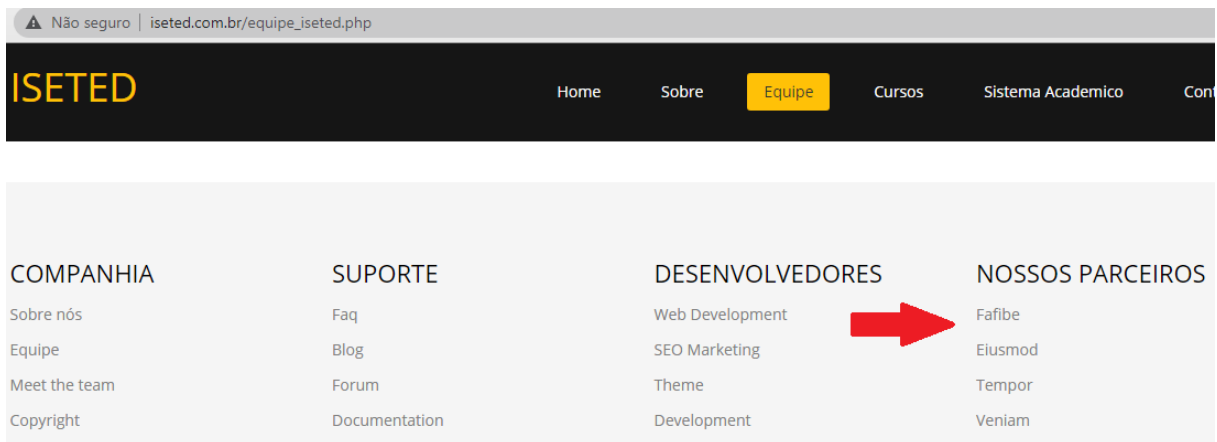 Não seguro | iseted.com.br/equipe_iseted.php
ISETED
Home Sobre Equipe Cursos Sistema Academico Cont
COMPANHIA
Sobre nós
Equipe
Meet the team
Copyright
SUPORTE
Faq
Blog
Forum
Documentation
DESENVOLVEDORES
Web Development
SEO Marketing
Theme
Development
NOSSOS PARCEIROS
Fafibe
Eiusmod
Tempor
Veniam